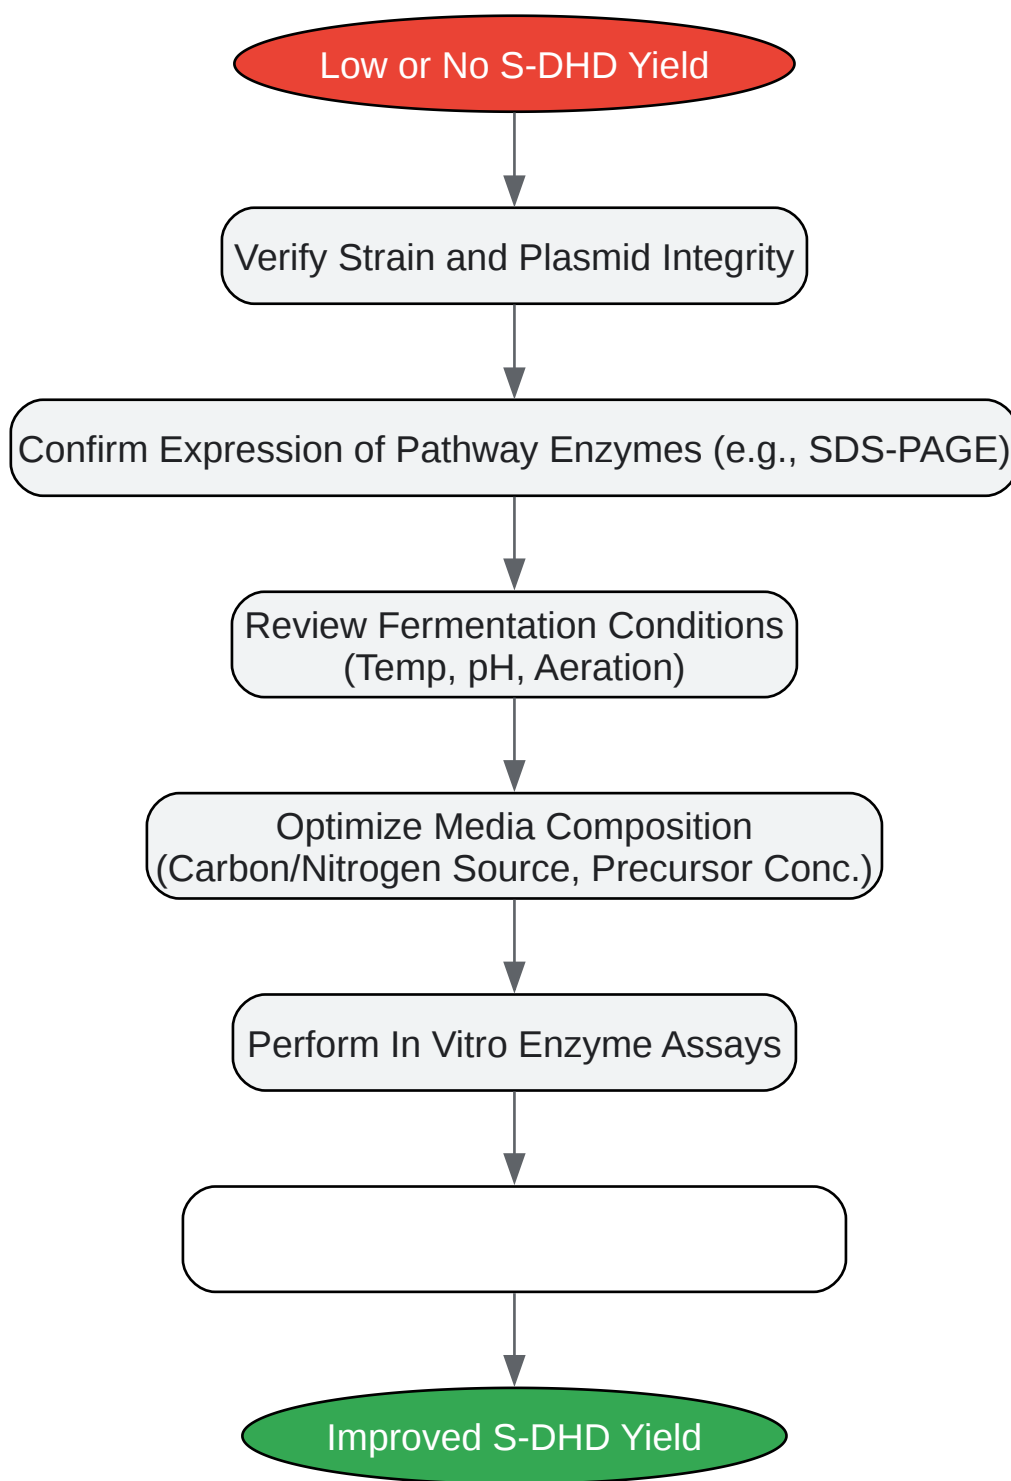 Low or No S-DHD Yield
Verify Strain and Plasmid Integrity
Confirm Expression of Pathway Enzymes (e.g., SDS-PAGE)
Review Fermentation Conditions
(Temp, pH, Aeration)
Optimize Media Composition
(Carbon/Nitrogen Source, Precursor Conc.)
Perform In Vitro Enzyme Assays
Improved S-DHD Yield